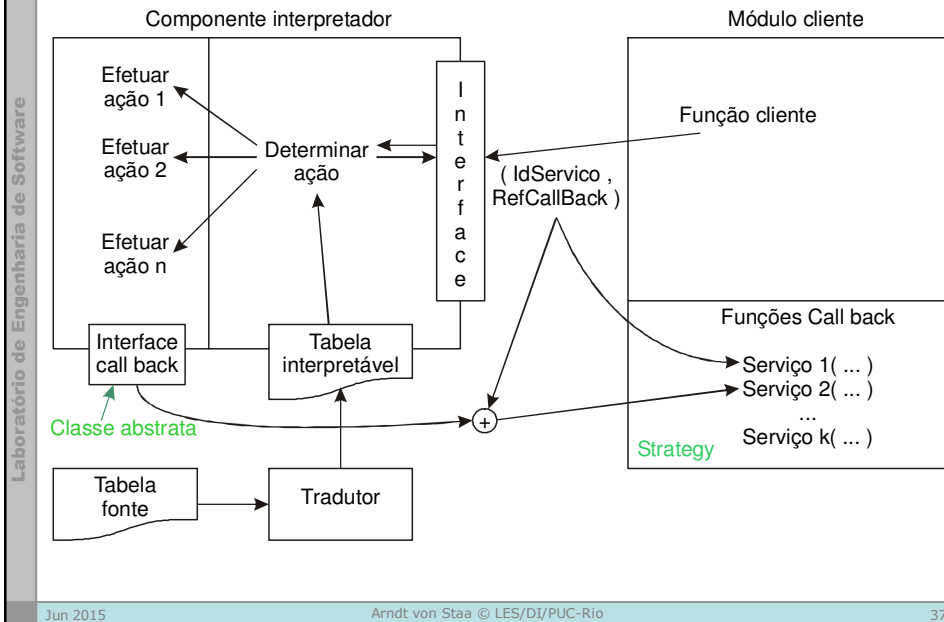 Componente interpretador
Módulo cliente
Laboratório de Engenharia de Software
Efetuar
ação 1
Efetuar
ação 2
Efetuar
ação n
Determinar
ação
Interface
( IdServico ,
RefCallBack )
Função cliente
Interface
call back
Tabela
interpretável
Classe abstrata
+
Funções Call back
Serviço 1( ... )
Serviço 2( ... )
...
Serviço k( ... )
Strategy
Tabela
fonte
Tradutor
Jun 2015
Arndt von Staa © LES/DI/PUC-Rio
37